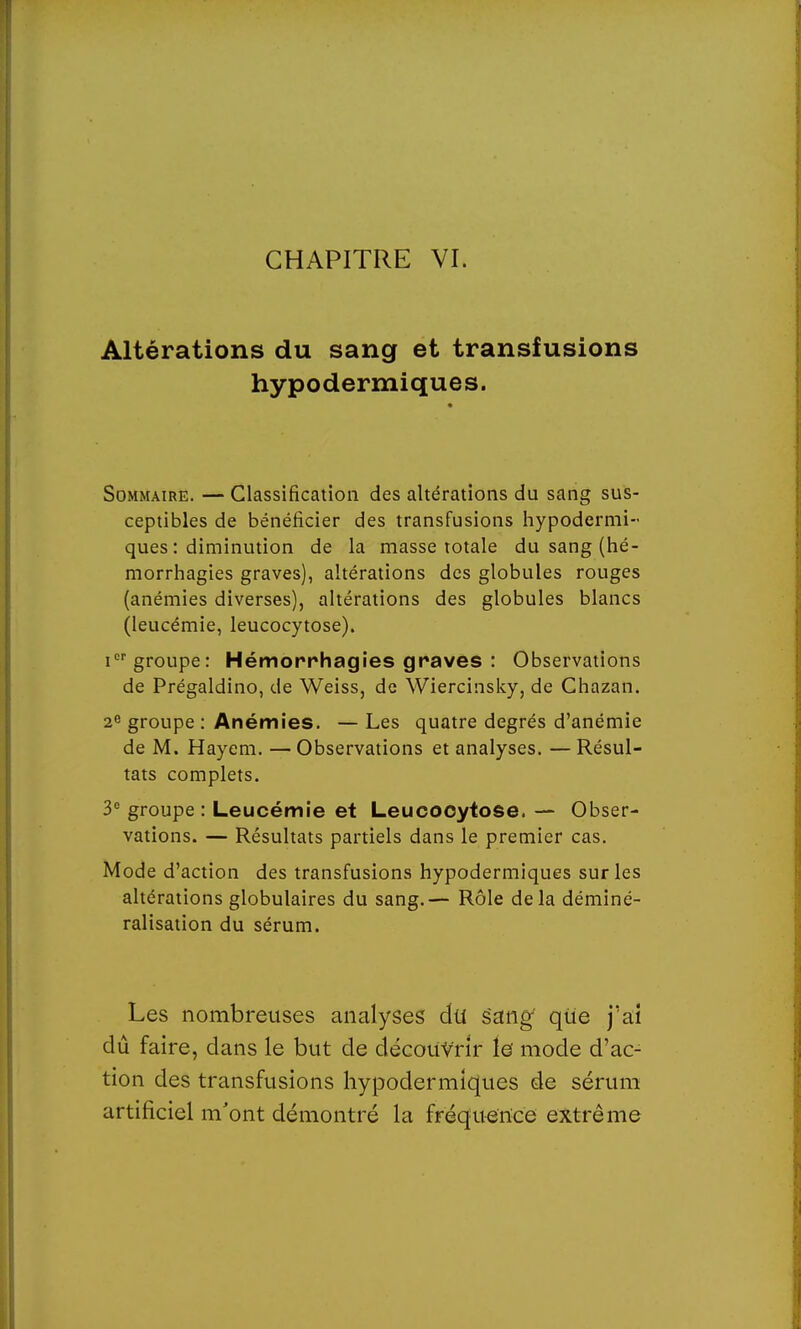 CHAPITRE VI.
Altérations du sang et transfusions
hypodermiques.
SOMMAIRE. — Classification des altérations du sang sus-
ceptibles de bénéficier des transfusions hypodermi-
ques : diminution de la masse totale du sang (hé-
morrhagies graves), altérations des globules rouges
(anémies diverses), altérations des globules blancs
(leucémie, leucocytose).
1er groupe : Hémorrhagies graves : Observations
de Prégaldino, de Weiss, de Wiercinsky, de Chazan.
2e groupe : Anémies. — Les quatre degrés d'anémie
de M. Hayem. — Observations et analyses. — Résul-
tats complets.
3e groupe : Leucémie et Leucocytose. — Obser-
vations. — Résultats partiels dans le premier cas.
Mode d'action des transfusions hypodermiques sur les
altérations globulaires du sang. — Rôle de la déminé-
ralisation du sérum.
Les nombreuses analyses du sang que j'ai
dû faire, dans le but de découvrir le mode d'ac-
tion des transfusions hypodermiques de sérum
artificiel m'ont démontré la fréquence extrême